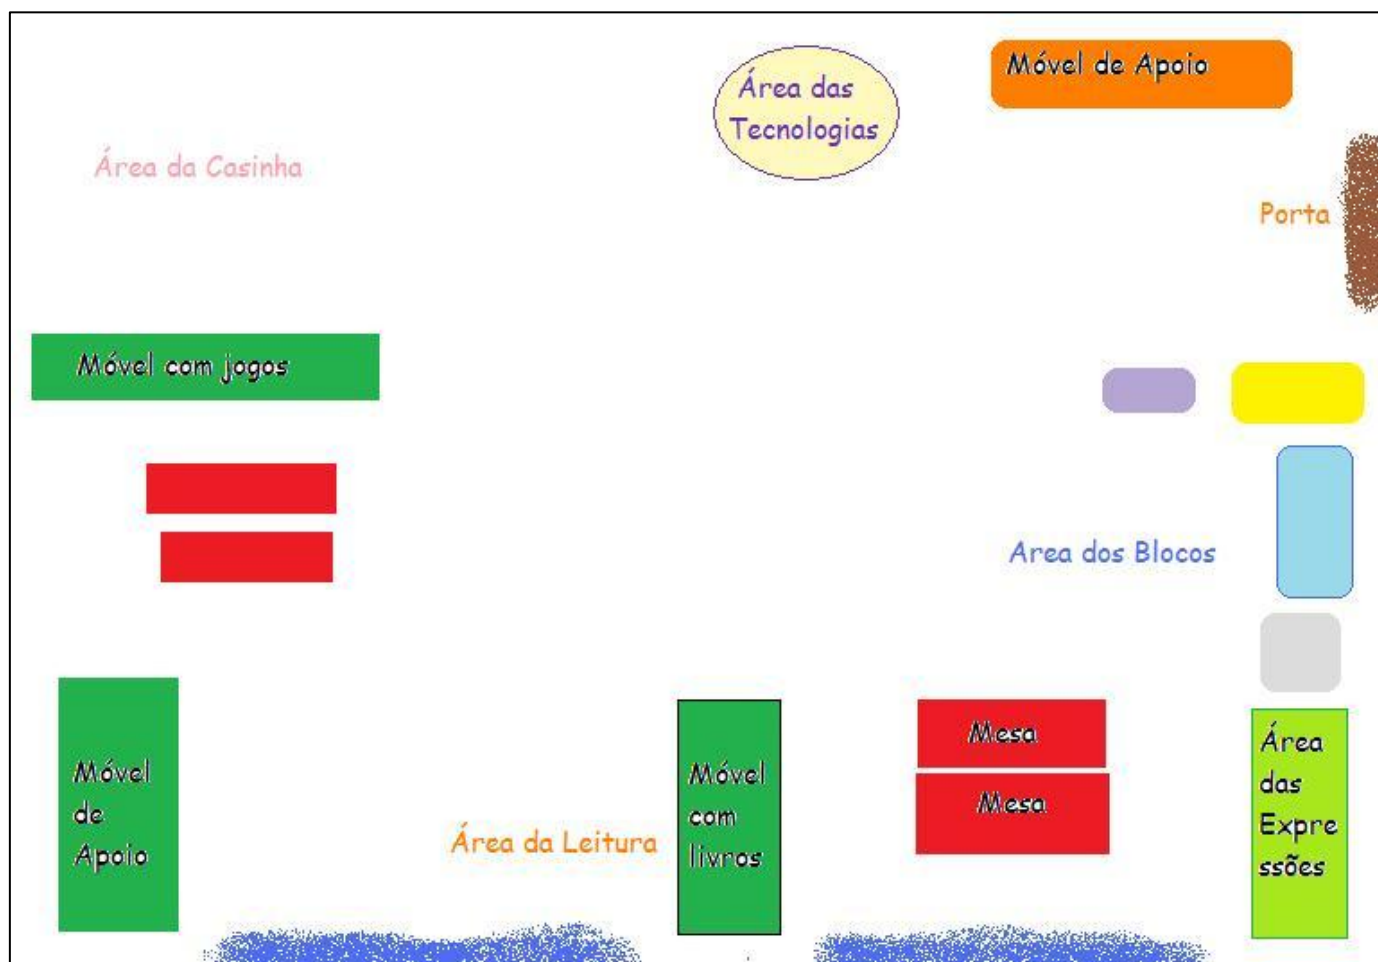 Área das
Tecnologias
Móvel de Apoio
Área da Casinha
Porta
Móvel com jogos
Area dos Blocos
Móvel
de
Apoio
Área da Leitura
Móvel
com
livros
Mesa
Mesa
Área
das
Expre
ssões